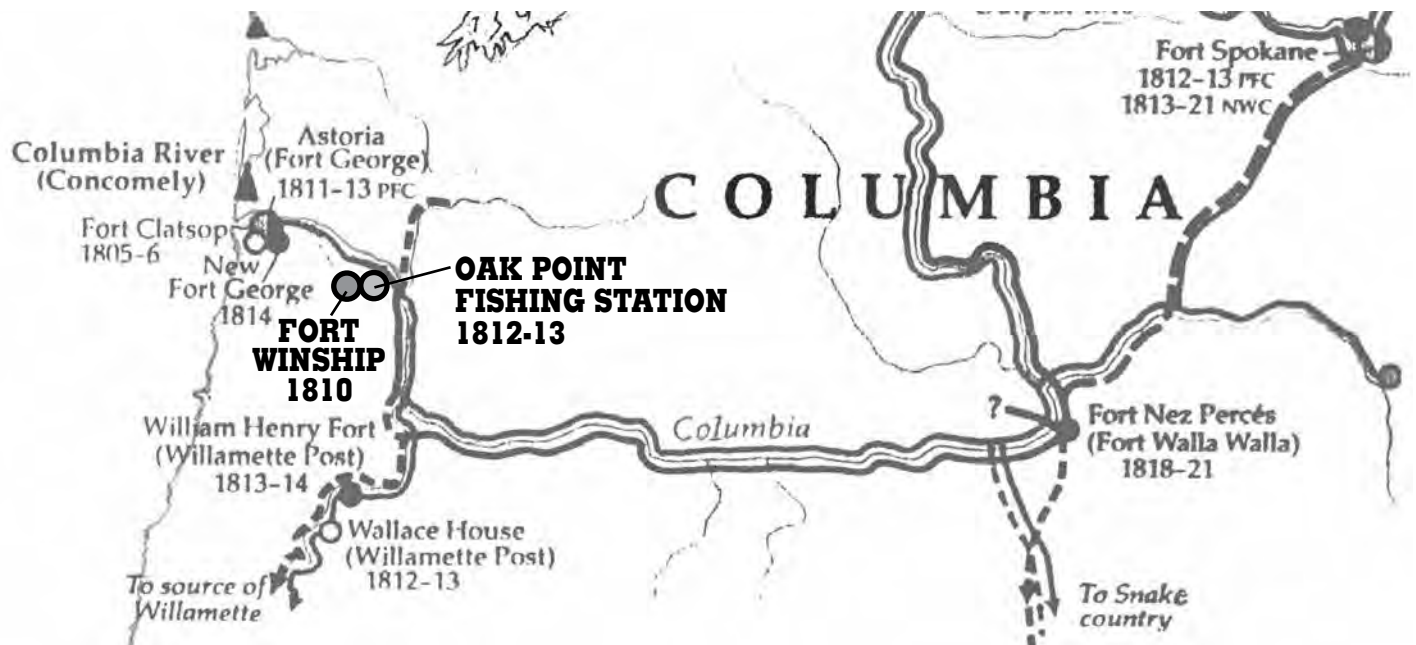 Fort Spokane
1812-13 PFC
1813-21 NWC
Astoria
(Fort George)
1811-13 PFC
Columbia River
(Concomely)
COLUMBIA
Fort Clatsop
1805-6
New
Fort George
1814
OAK POINT
FISHING STATION
1812-13
FORT
WINSHIP
1810
William Henry Fort
(Willamette Post)
1813-14
Columbia
?
Fort Nez Percés
(Fort Walla Walla)
1818-21
Wallace House
(Willamette Post)
1812-13
To source of
Willamette
To Snake
country